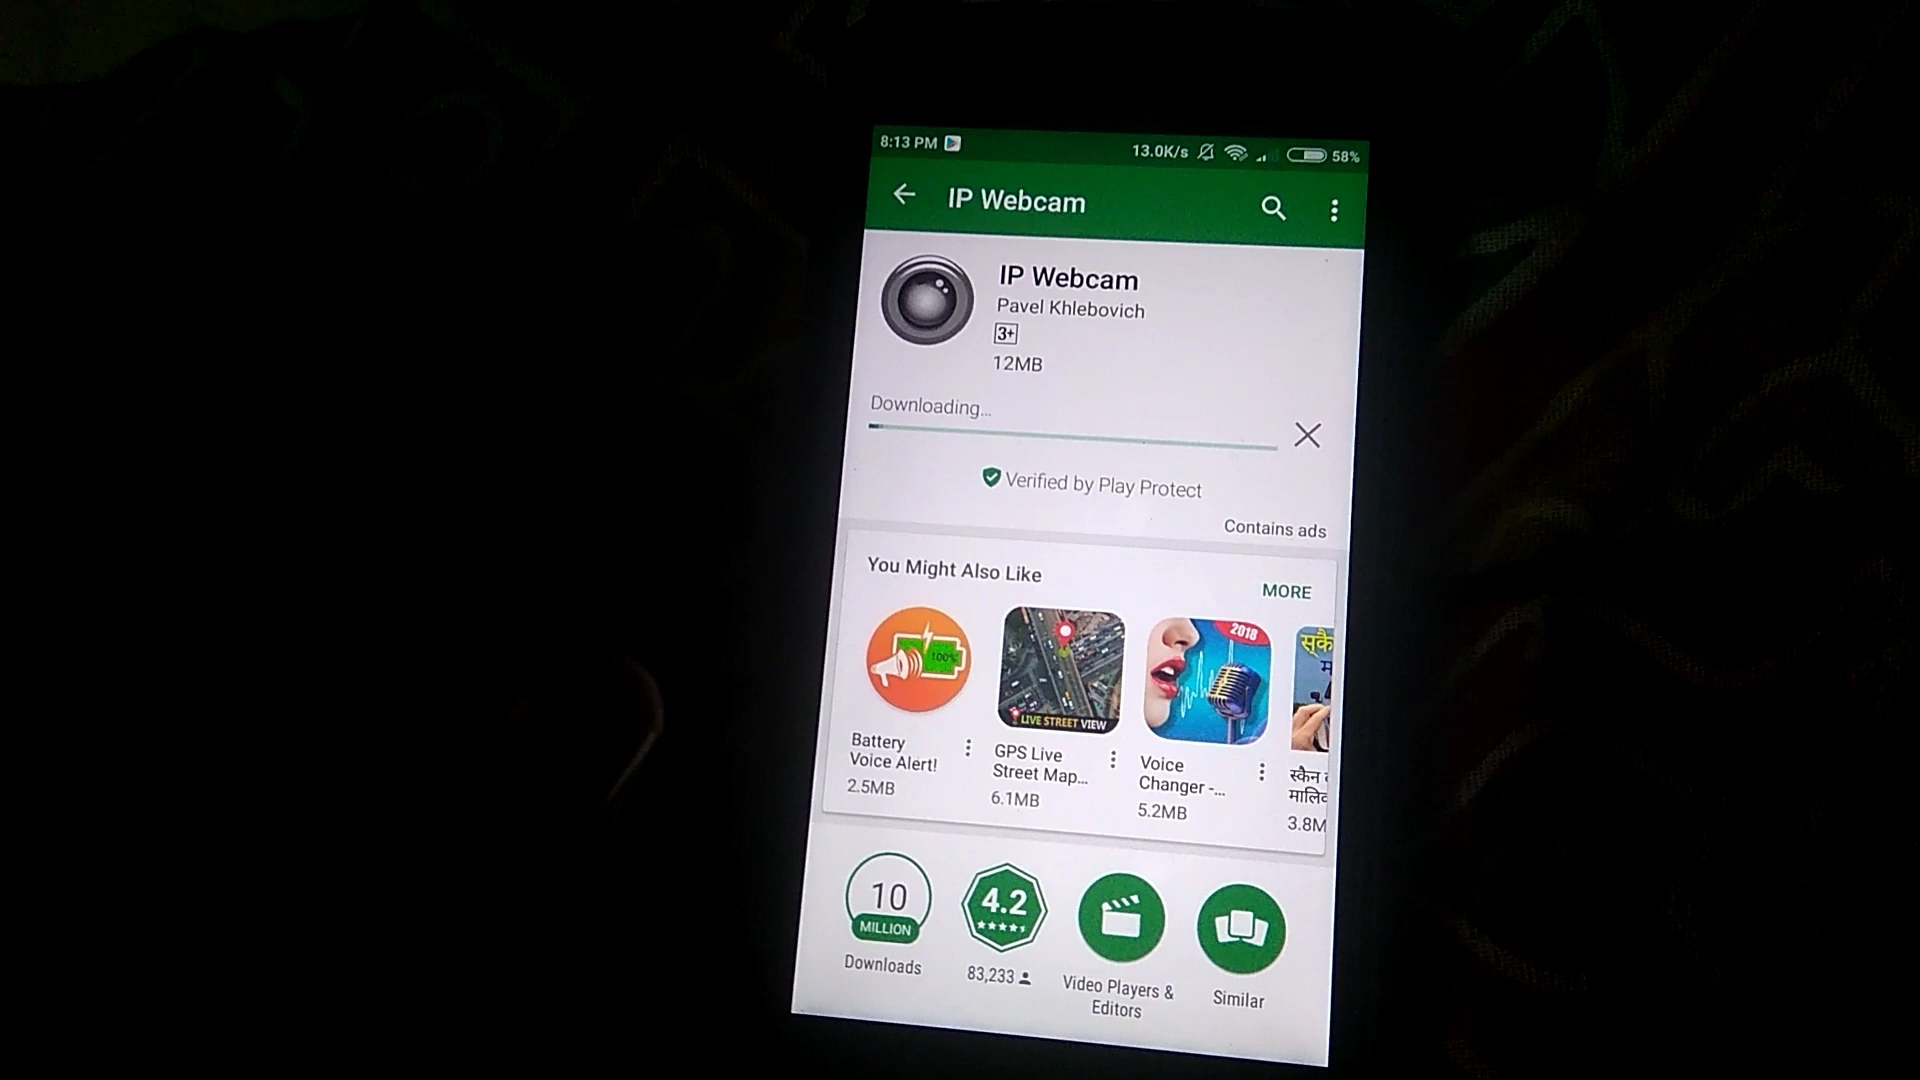 8:13 PM 13.0K/s 58%
IP Webcam
IP Webcam
Pavel Khlebovich
3+
12MB
Downloading...
Verified by Play Protect
Contains ads
You Might Also Like
MORE
100%
LIVE STREET VIEW
2018
Battery
Voice Alert!
2.5MB
GPS Live
Street Map...
6.1MB
Voice
Changer -...
5.2MB
स्कैन
3.8M
10
MILLION
Downloads
4.2
83,233
Video Players &
Editors
Similar